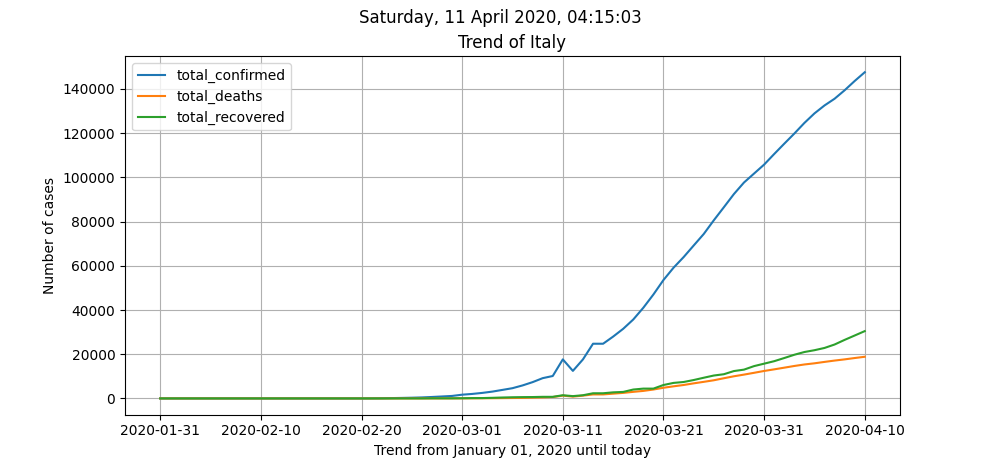 Saturday, 11 April 2020, 04:15:03
Trend of Italy
total_confirmed
total_deaths
total_recovered
Number of cases
140000
120000
100000
80000
60000
40000
20000
0
2020-01-31 2020-02-10 2020-02-20 2020-03-01 2020-03-11 2020-03-21 2020-03-31 2020-04-10
Trend from January 01, 2020 until today